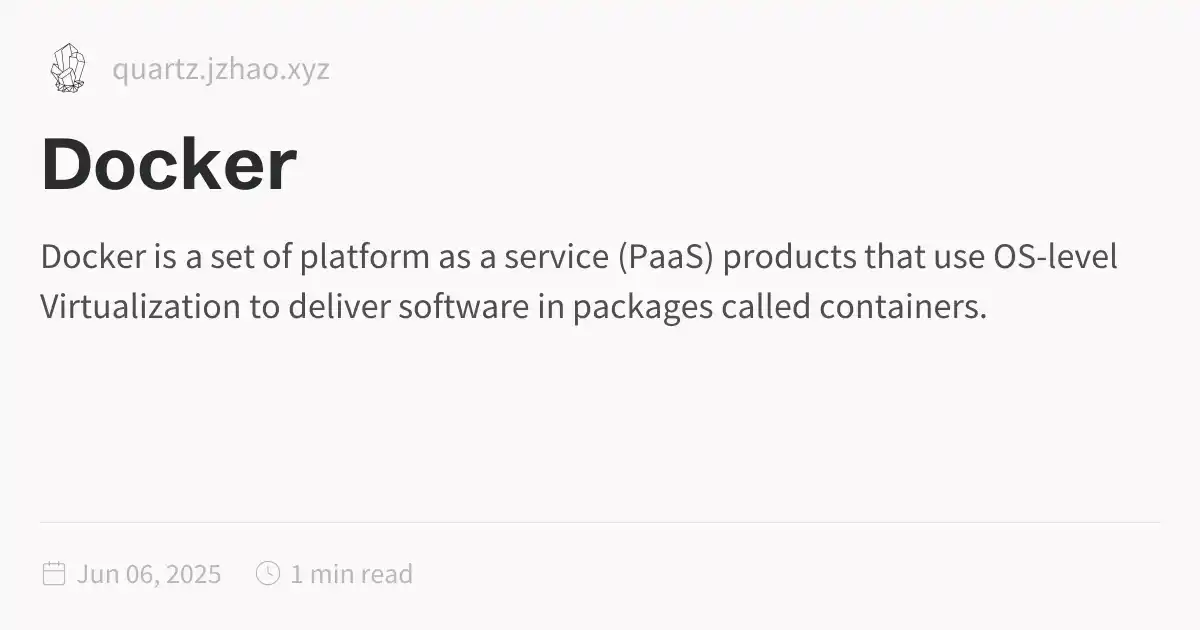 quartz.jzhao.xyz
Docker
Docker is a set of platform as a service (PaaS) products that use OS-level
Virtualization to deliver software in packages called containers.
Jun 06, 2025 1 min read